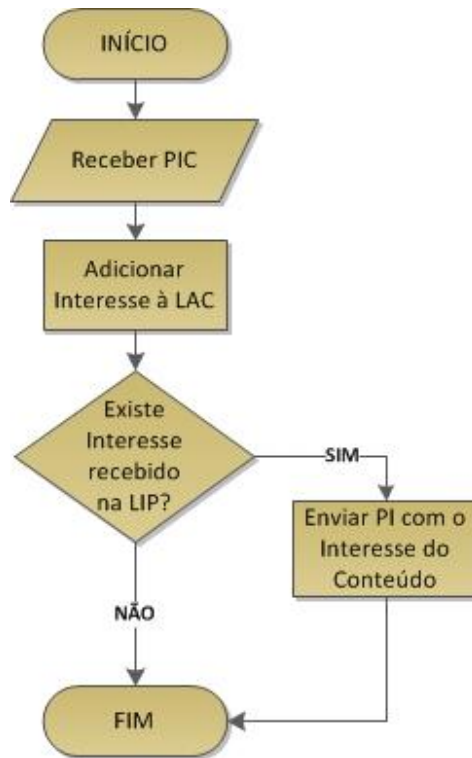 INÍCIO
Receber PIC
Adicionar
Interesse à LAC
Existe
Interesse
recebido
na LIP?
SIM
Enviar PI com o
Interesse do
Conteúdo
NÃO
FIM